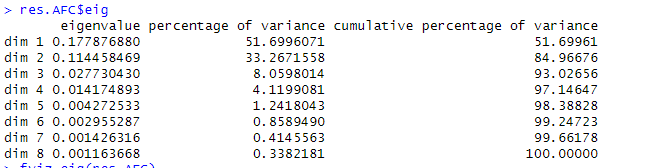 > res.AFC$eig
eigenvalue percentage of variance cumulative percentage of variance
dim 1 0.177876880 51.6996071 51.69961
dim 2 0.114458469 33.2671558 84.96676
dim 3 0.027730430 8.0598014 93.02656
dim 4 0.014174893 4.1199081 97.14647
dim 5 0.004272533 1.2418043 98.38828
dim 6 0.002955287 0.8589490 99.24723
dim 7 0.001426316 0.4145563 99.66178
dim 8 0.001163668 0.3382181 100.00000
> fviz_eig(res.AFC)